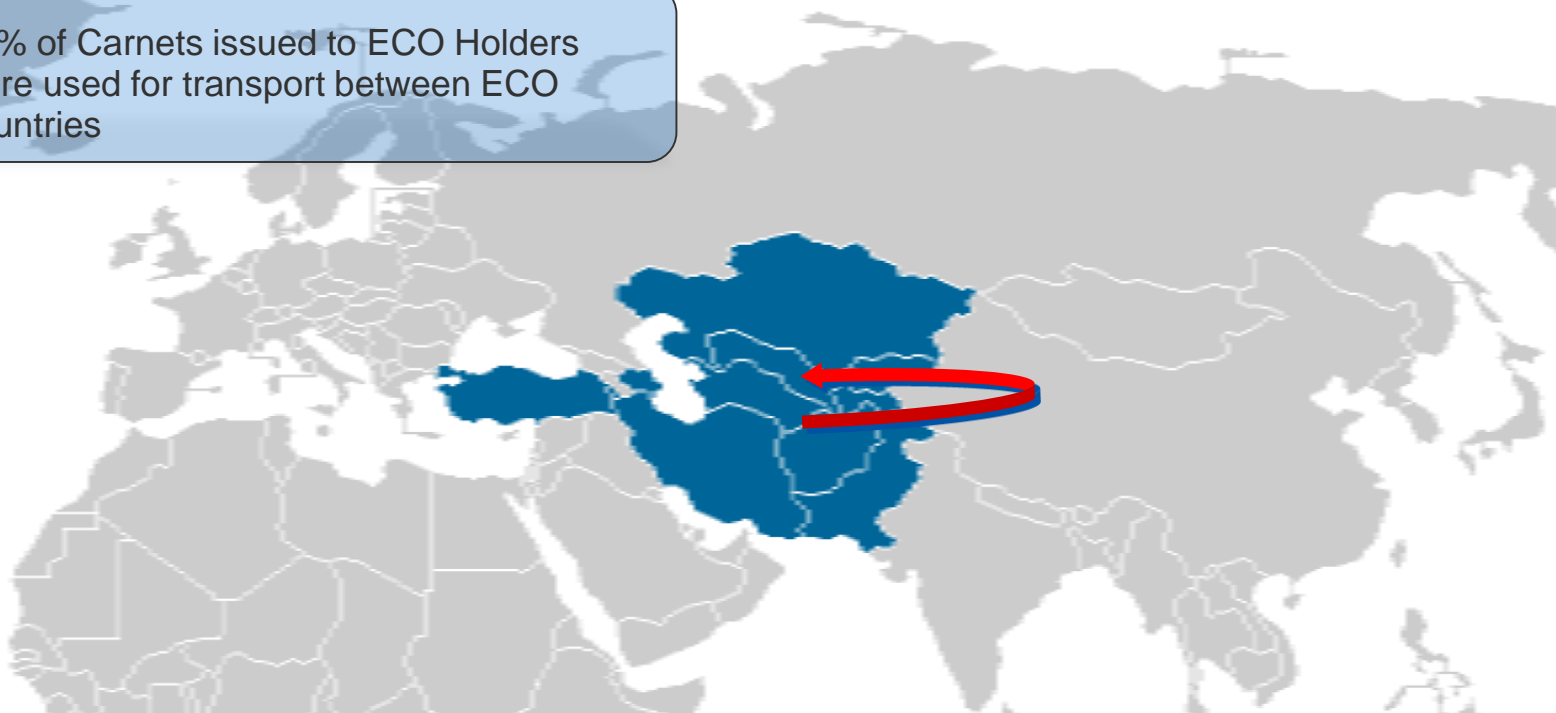 % of Carnets issued to ECO Holders
re used for transport between ECO
untries